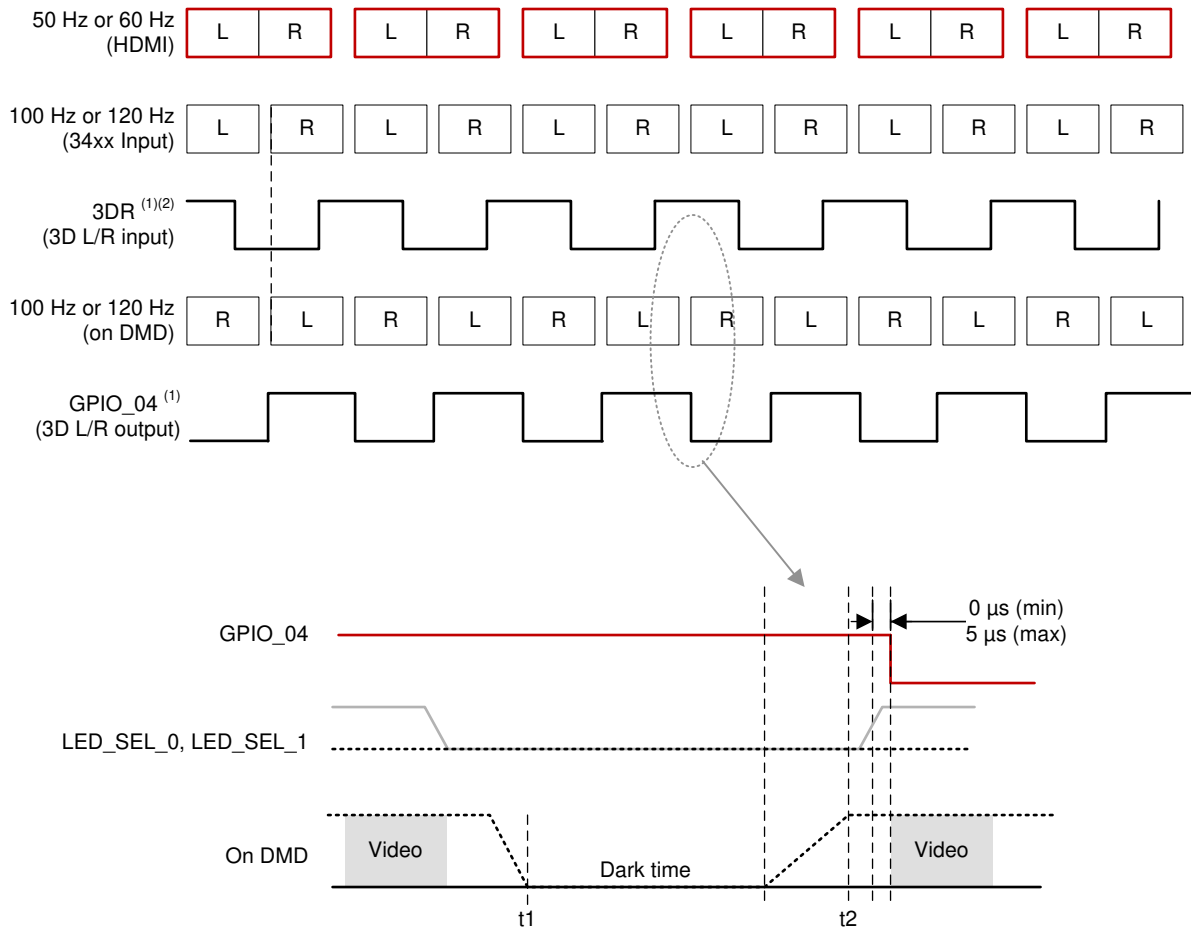 50 Hz or 60 Hz
(HDMI)
L R L R L R L R L R L R
100 Hz or 120 Hz
(34xx Input)
L R L R L R L R L R L R
3DR (1)(2)
(3D L/R input)
100 Hz or 120 Hz
(on DMD)
R L R L R L R L R L R L
GPIO_04 (1)
(3D L/R output)
GPIO_04
0 µs (min)
5 µs (max)
LED_SEL_0, LED_SEL_1
On DMD
Video
Dark time
Video
t1
t2